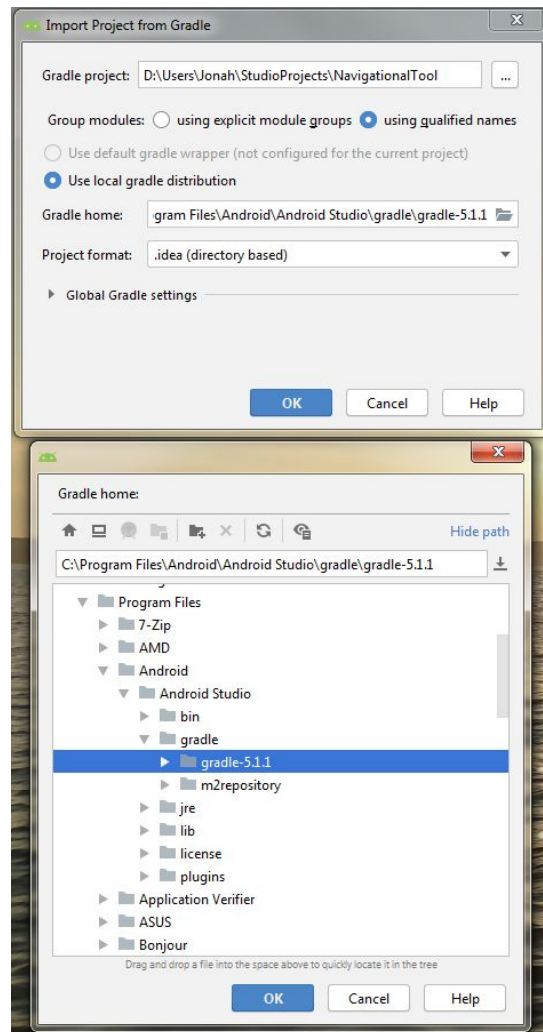 Import Project from Gradle
Gradle project: D:\Users\Jonah\StudioProjects\NavigationalTool ...
Group modules: using explicit module groups using qualified names
Use default gradle wrapper (not configured for the current project)
Use local gradle distribution
Gradle home: gram Files\Android\Android Studio\gradle\gradle-5.1.1
Project format: .idea (directory based)
Global Gradle settings
OK Cancel Help
Gradle home:
Hide path
C:\Program Files\Android\Android Studio\gradle\gradle-5.1.1
Program Files
7-Zip
AMD
Android
Android Studio
bin
gradle
gradle-5.1.1
m2repository
jre
lib
license
plugins
Application Verifier
ASUS
Bonjour
Drag and drop a file into the space above to quickly locate it in the tree
OK Cancel Help